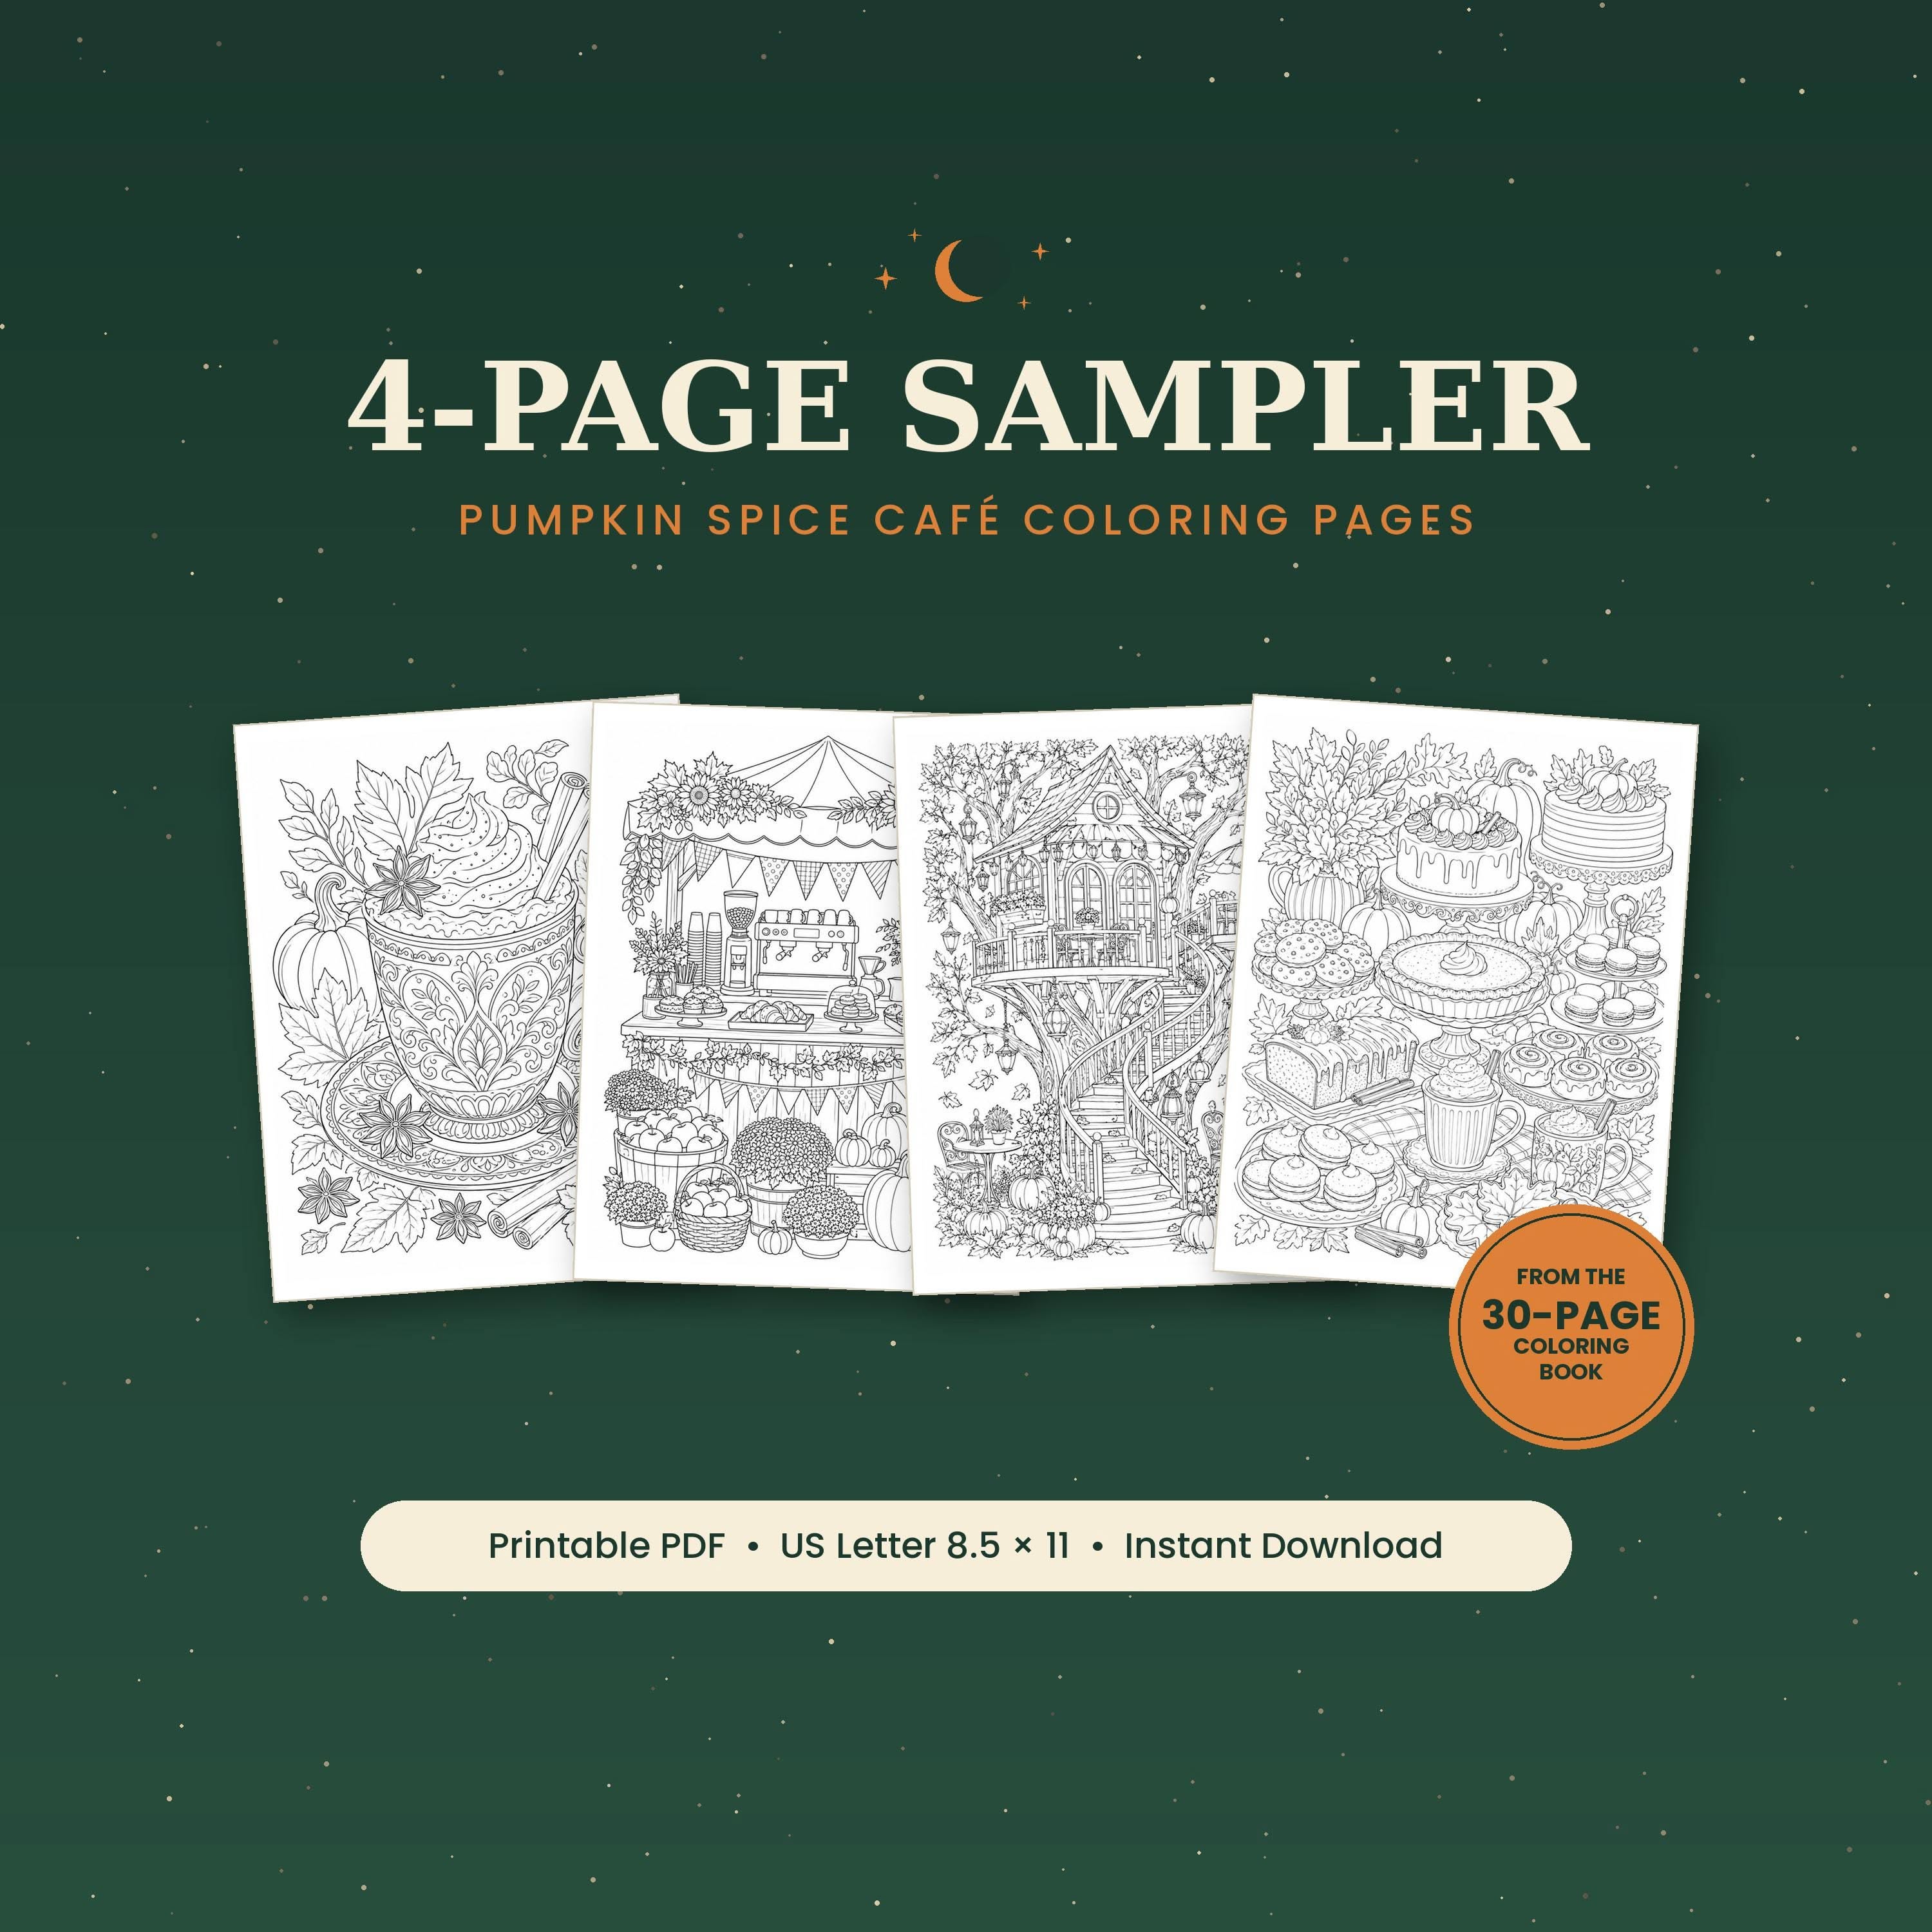 4-PAGE SAMPLER
PUMPKIN SPICE CAFÉ COLORING PAGES
FROM THE
30-PAGE
COLORING
BOOK
Printable PDF • US Letter 8.5 × 11 • Instant Download